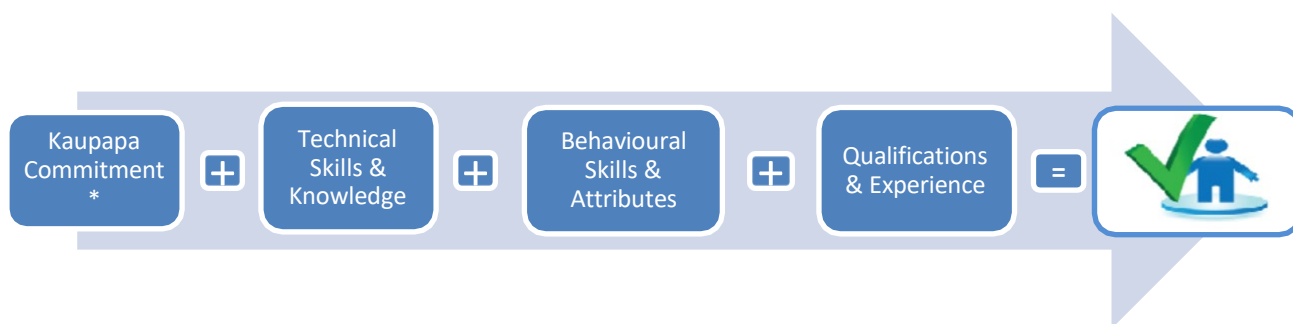 Kaupapa
Commitment
*
+
Technical
Skills &
Knowledge
+
Behavioural
Skills &
Attributes
+
Qualifications
& Experience
=